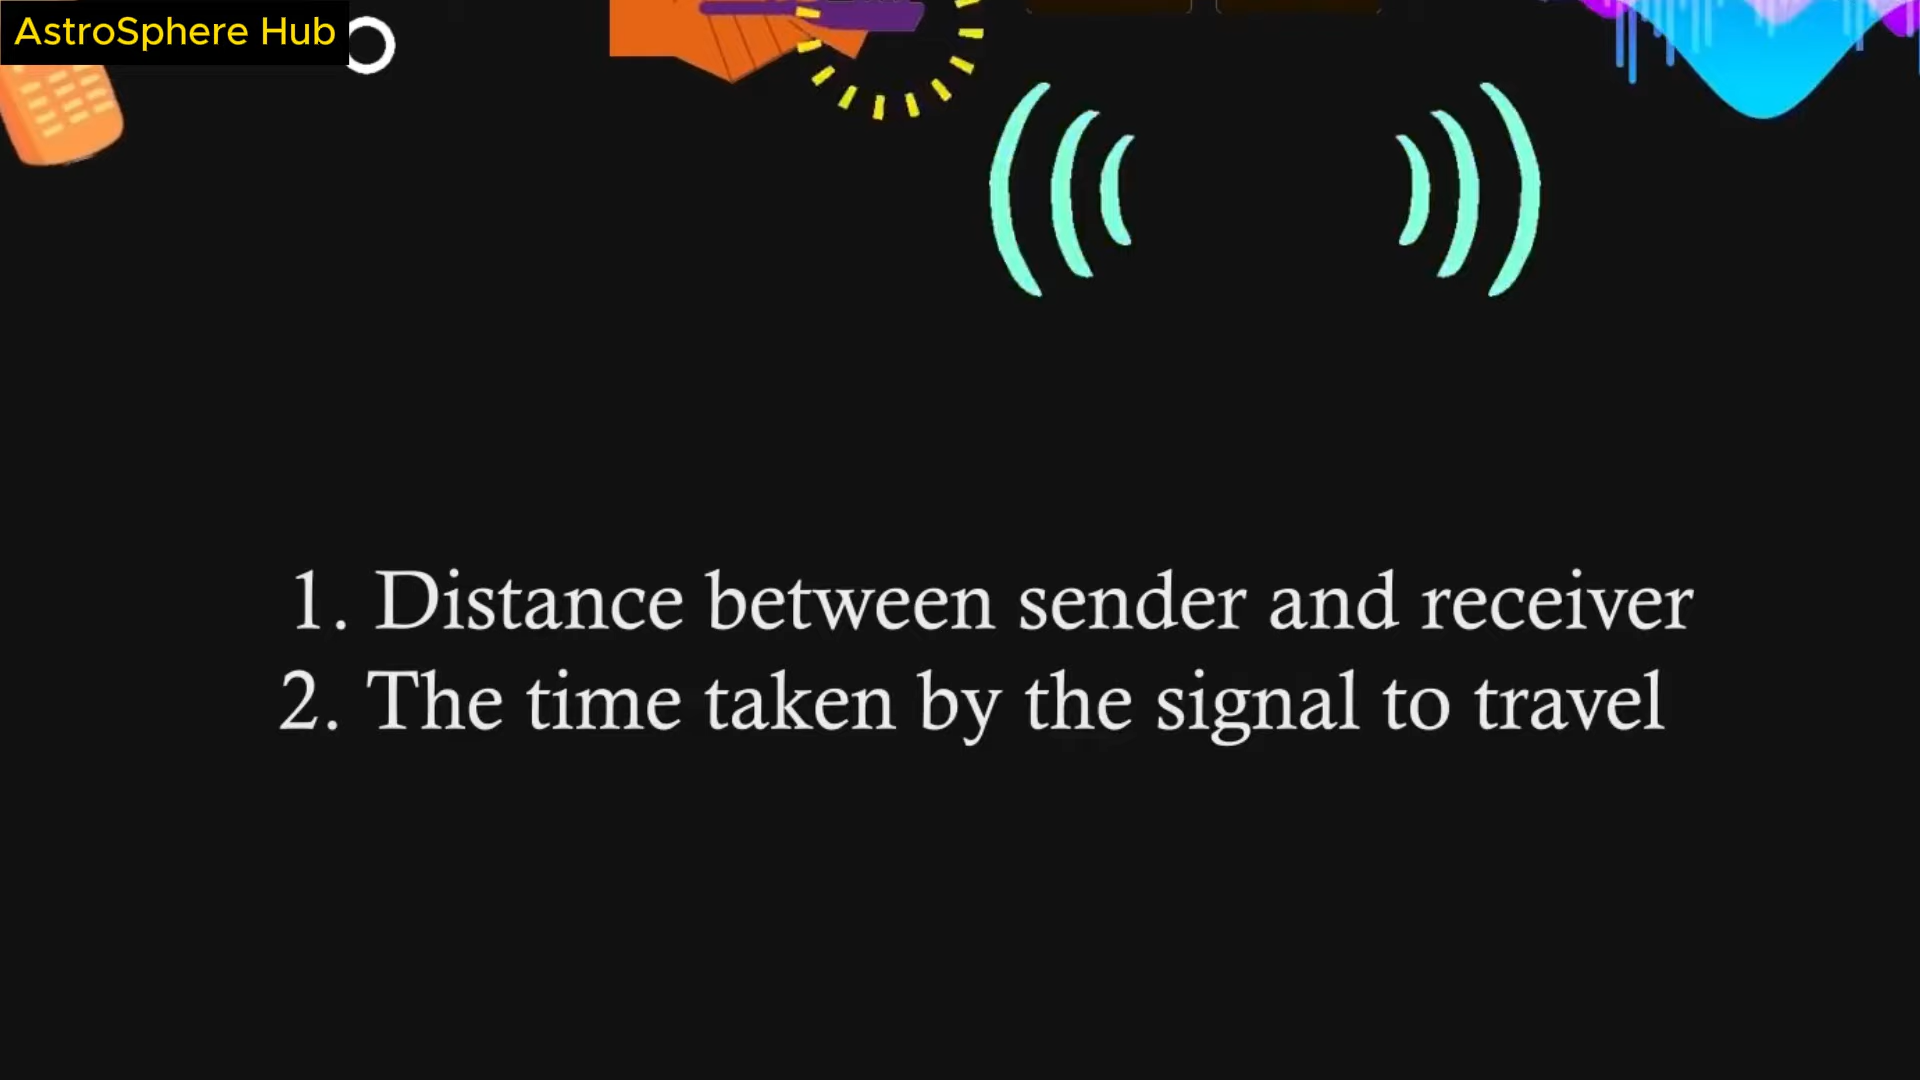 AstroSphere Hub
1. Distance between sender and receiver
2. The time taken by the signal to travel